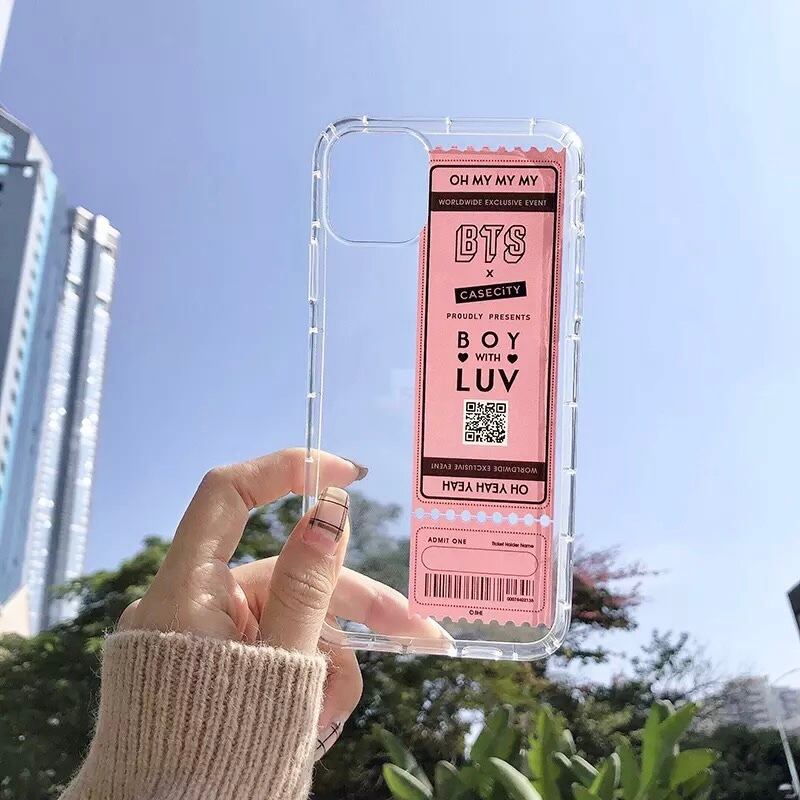 OH MY MY MY
WORLDWIDE EXCLUSIVE EVENT
BTS
X
CASECiTY
PROUDLY PRESENTS
BOY
WITH
LUV
WORLDWIDE EXCLUSIVE EVENT
OH YEAH YEAH
ADMIT ONE
Ticket Holder Name